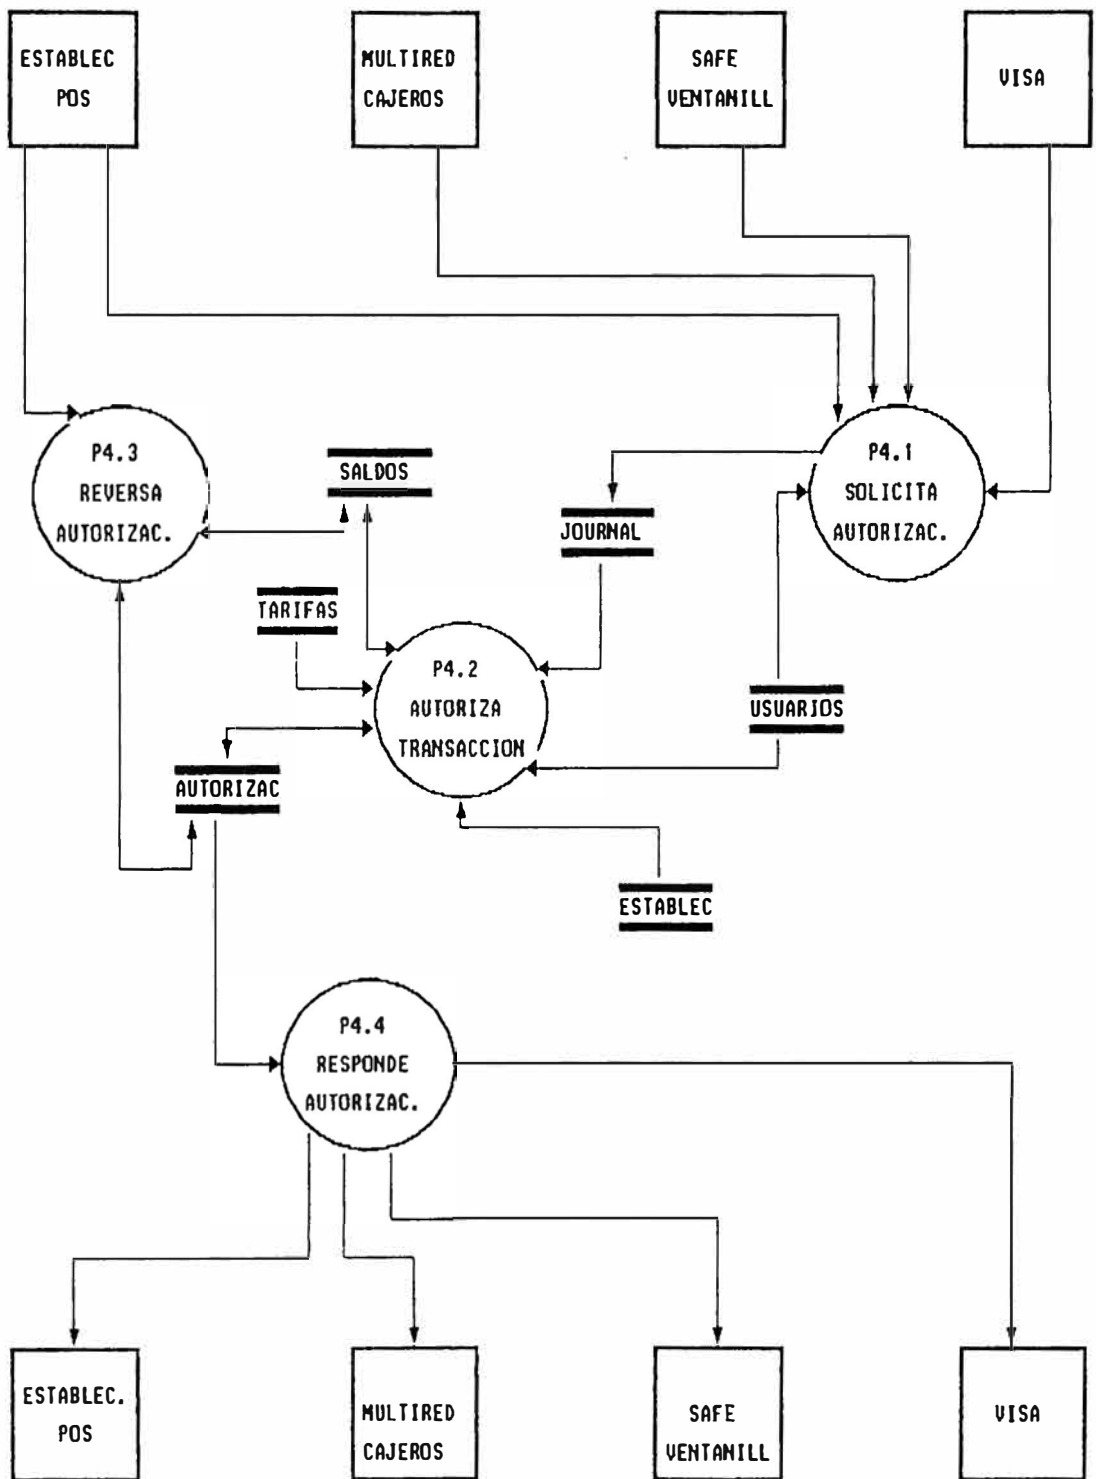 ESTABLEC
POS
MULTIRED
CAJEROS
SAFE
VENTANILL
VISA
P4.3
REVERSA
AUTORIZAC.
SALDOS
JOURNAL
P4.1
SOLICITA
AUTORIZAC.
TARIFAS
P4.2
AUTORIZA
TRANSACCION
USUARIOS
AUTORIZAC
ESTABLEC
P4.4
RESPONDE
AUTORIZAC.
ESTABLEC.
POS
MULTIRED
CAJEROS
SAFE
VENTANILL
VISA